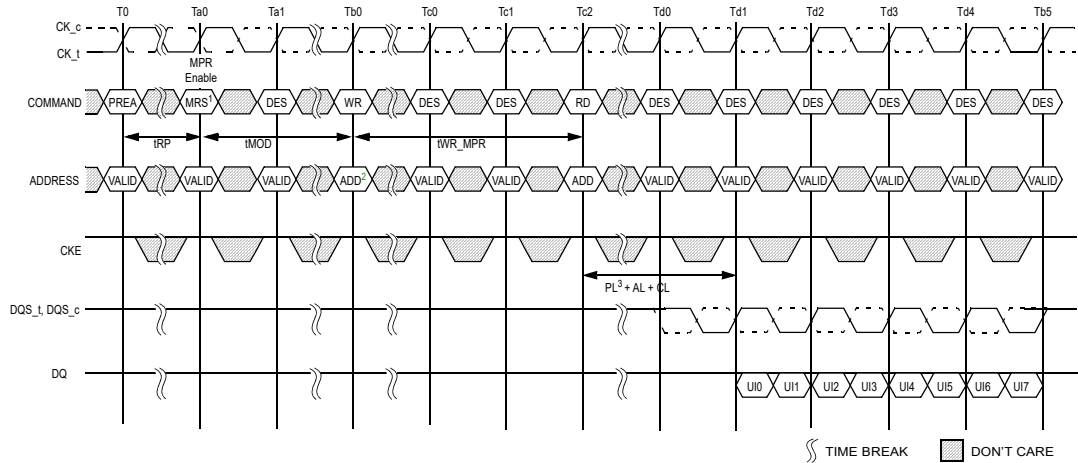 T0 Ta0 Ta1 Tb0 Tc0 Tc1 Tc2 Td0 Td1 Td2 Td3 Td4 Tb5
CK_c
CK_t
MPR
Enable
COMMAND PREA MRS1 DES WR DES DES RD DES DES DES DES DES DES
tRP tMOD tWR_MPR
ADDRESS VALID VALID VALID ADD2 VALID VALID ADD VALID VALID VALID VALID VALID VALID
CKE
PL3 + AL + CL
DQS_t, DQS_c
DQ UI0 UI1 UI2 UI3 UI4 UI5 UI6 UI7
TIME BREAK DON'T CARE